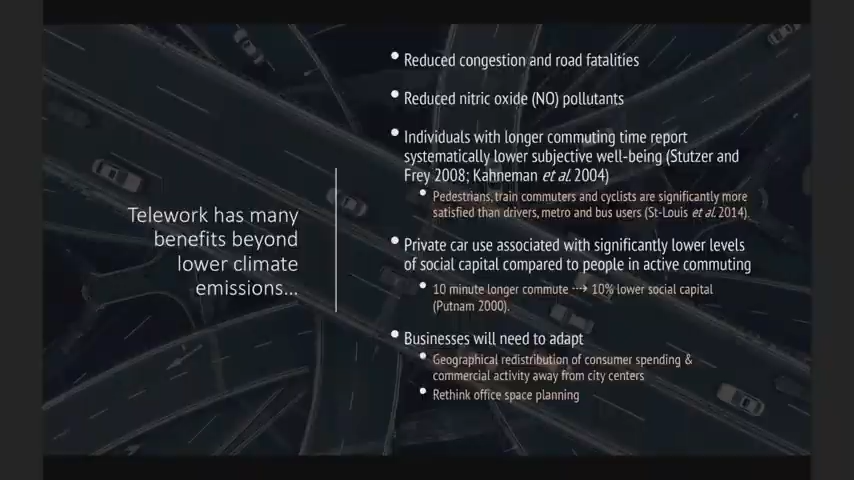 Telework has many
benefits beyond
lower climate
emissions...
• Reduced congestion and road fatalities
• Reduced nitric oxide (NO) pollutants
• Individuals with longer commuting time report
systematically lower subjective well-being (Stutzer and
Frey 2008; Kahneman et al. 2004)
• Pedestrians, train commuters and cyclists are significantly more
satisfied than drivers, metro and bus users (St-Louis et al. 2014).
• Private car use associated with significantly lower levels
of social capital compared to people in active commuting
• 10 minute longer commute ⇢ 10% lower social capital
(Putnam 2000).
• Businesses will need to adapt
• Geographical redistribution of consumer spending &
commercial activity away from city centers
• Rethink office space planning